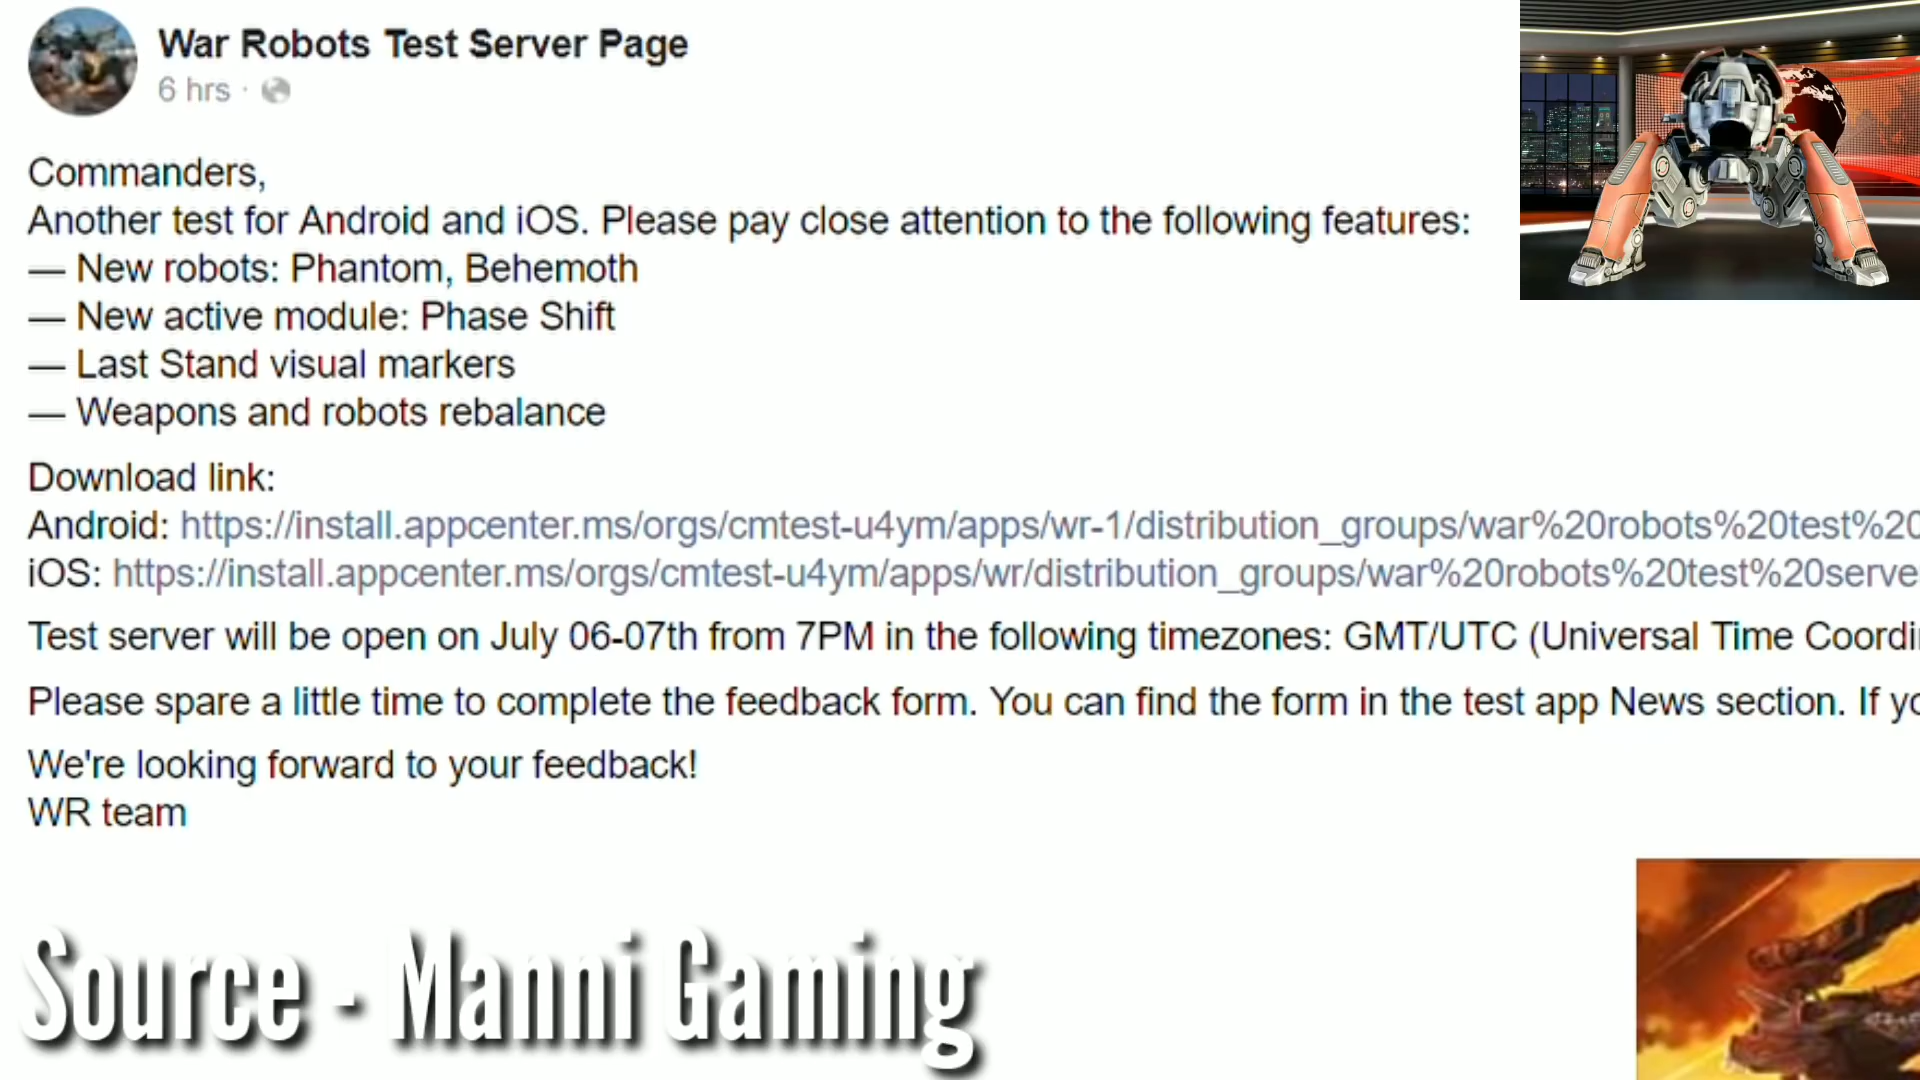 War Robots Test Server Page
6 hrs ·
Commanders,
Another test for Android and iOS. Please pay close attention to the following features:
— New robots: Phantom, Behemoth
— New active module: Phase Shift
— Last Stand visual markers
— Weapons and robots rebalance
Download link:
Android: https://install.appcenter.ms/orgs/cmtest-u4ym/apps/wr-1/distribution_groups/war%20robots%20test%20
iOS: https://install.appcenter.ms/orgs/cmtest-u4ym/apps/wr/distribution_groups/war%20robots%20test%20serve
Test server will be open on July 06-07th from 7PM in the following timezones: GMT/UTC (Universal Time Coordi
Please spare a little time to complete the feedback form. You can find the form in the test app News section. If yo
We're looking forward to your feedback!
WR team
Source - Manni Gaming